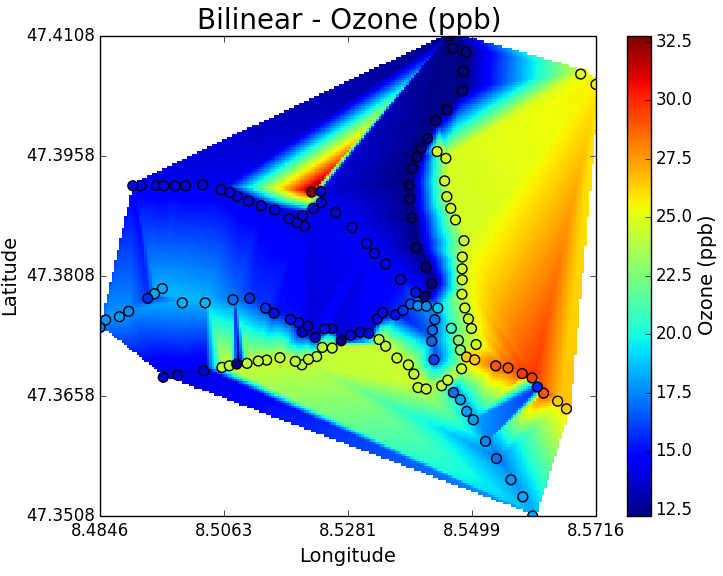 Bilinear - Ozone (ppb)
47.4108
47.3958
47.3808
47.3658
47.3508
Latitude
8.4846 8.5063 8.5281 8.5499 8.5716
Longitude
32.5
30.0
27.5
25.0
22.5
20.0
17.5
15.0
12.5
Ozone (ppb)